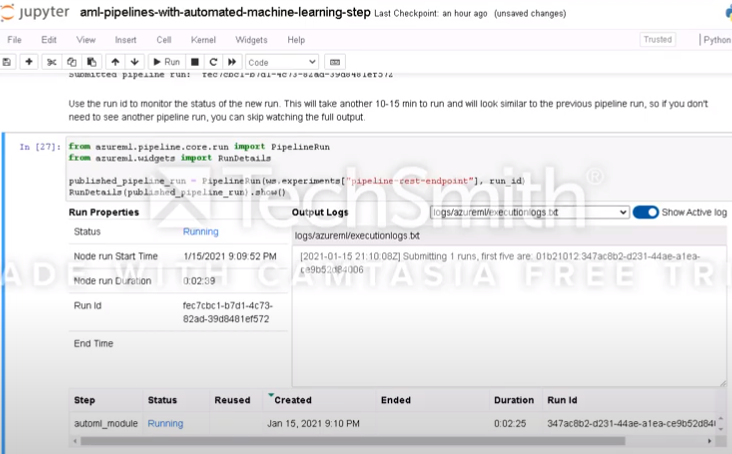 jupyter aml-pipelines-with-automated-machine-learning-step Last Checkpoint: an hour ago (unsaved changes)
File Edit View Insert Cell Kernel Widgets Help Trusted Python
Run Code
Submitted pipeline run: fec7cbc1-b7d1-4c73-82ad-39d8481ef572
Use the run id to monitor the status of the new run. This will take another 10-15 min to run and will look similar to the previous pipeline run, so if you don't
need to see another pipeline run, you can skip watching the full output.
In [27]: from azureml.pipeline.core.run import PipelineRun
from azureml.widgets import RunDetails
published_pipeline_run = PipelineRun(ws.experiments["pipeline-rest-endpoint"], run_id)
RunDetails(published_pipeline_run).show()
TechSmith®
Run Properties Output Logs logs/azureml/executionlogs.txt Show Active log
Status Running logs/azureml/executionlogs.txt
Node run Start Time 1/15/2021 9:09:52 PM [2021-01-15 21:10:08Z] Submitting 1 runs, first five are: 01b21012:347ac8b2-d231-44ae-a1ea-
ce9b52d84006
MADE WITH CAMTASIA FREE TRI
Node run Duration 0:02:39
Run Id fec7cbc1-b7d1-4c73-
82ad-39d8481ef572
End Time
Step Status Reused Created Ended Duration Run Id
automl_module Running Jan 15, 2021 9:10 PM 0:02:25 347ac8b2-d231-44ae-a1ea-ce9b52d840